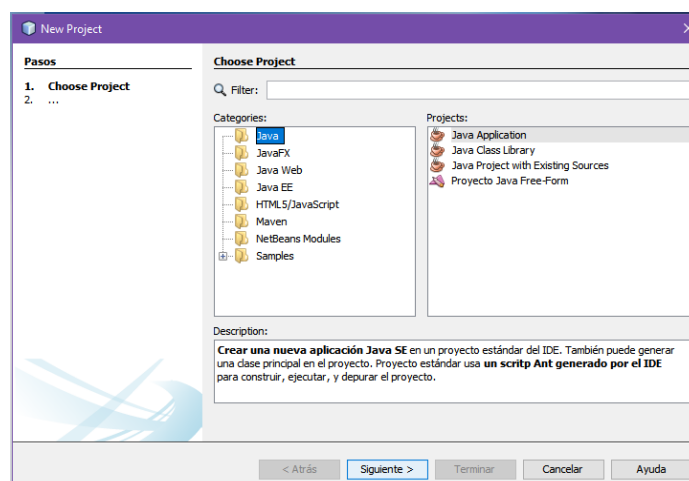 New Project
Pasos
1. Choose Project
2. ...
Choose Project
Filter:
Categories:
Java
JavaFX
Java Web
Java EE
HTML5/JavaScript
Maven
NetBeans Modules
Samples
Projects:
Java Application
Java Class Library
Java Project with Existing Sources
Proyecto Java Free-Form
Description:
Crear una nueva aplicación Java SE en un proyecto estándar del IDE. También puede generar
una clase principal en el proyecto. Proyecto estándar usa un scritp Ant generado por el IDE
para construir, ejecutar, y depurar el proyecto.
< Atrás
Siguiente >
Terminar
Cancelar
Ayuda